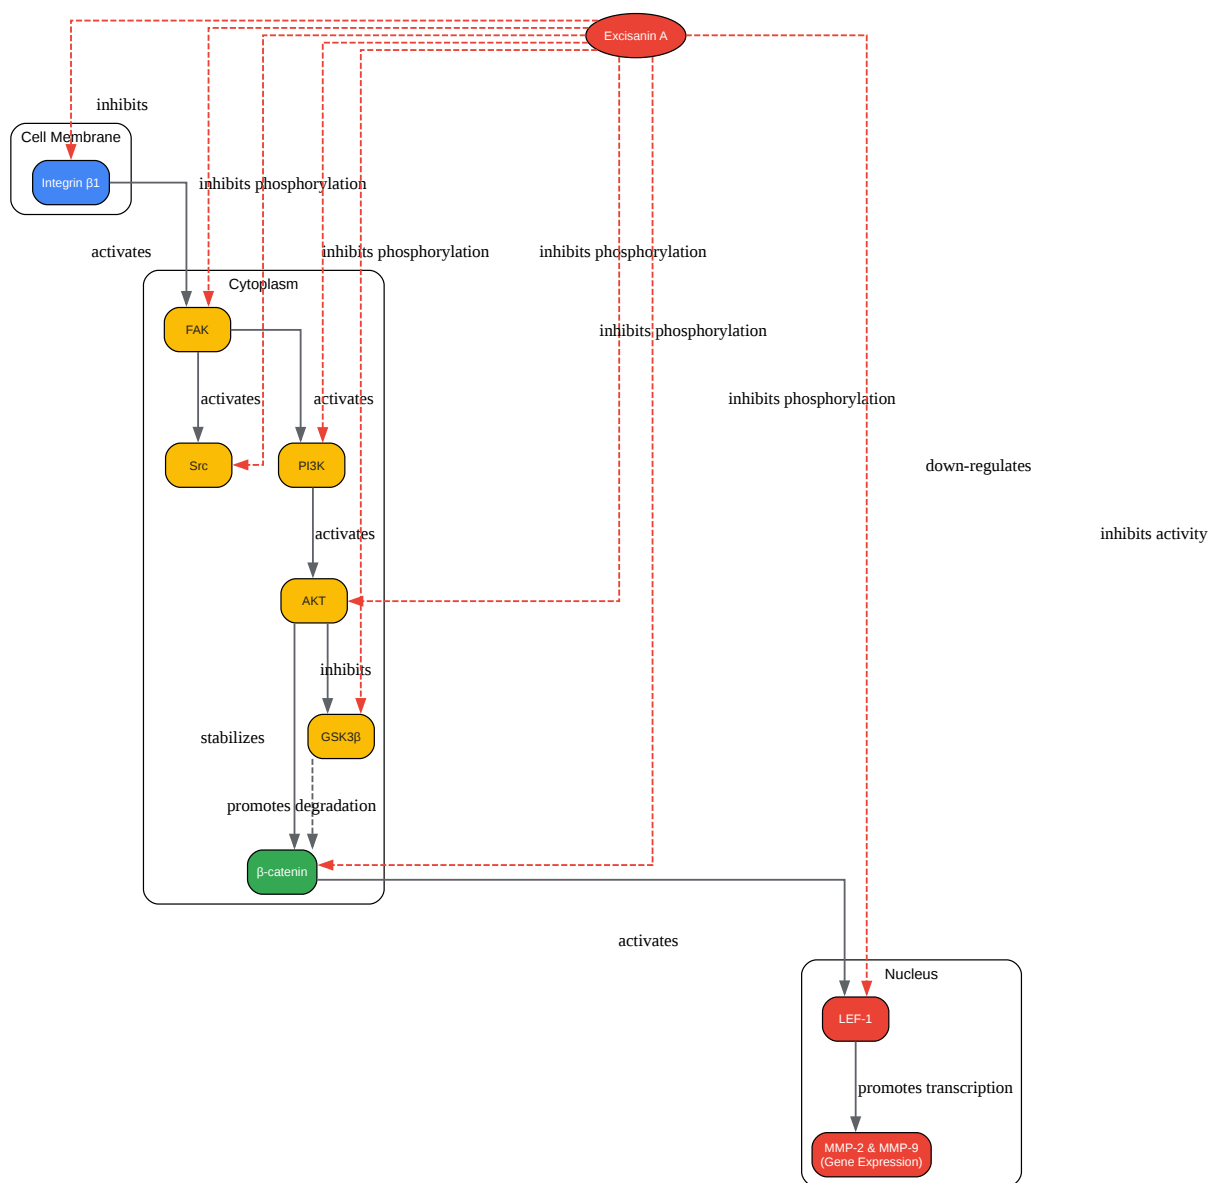 Excisanin A
inhibits
Cell Membrane
Integrin β1
inhibits phosphorylation
activates
inhibits phosphorylation
inhibits phosphorylation
Cytoplasm
FAK
inhibits phosphorylation
activates
activates
inhibits phosphorylation
Src
PI3K
down-regulates
activates
inhibits activity
AKT
inhibits
stabilizes
GSK3β
promotes degradation
β-catenin
activates
Nucleus
LEF-1
promotes transcription
MMP-2 & MMP-9
(Gene Expression)